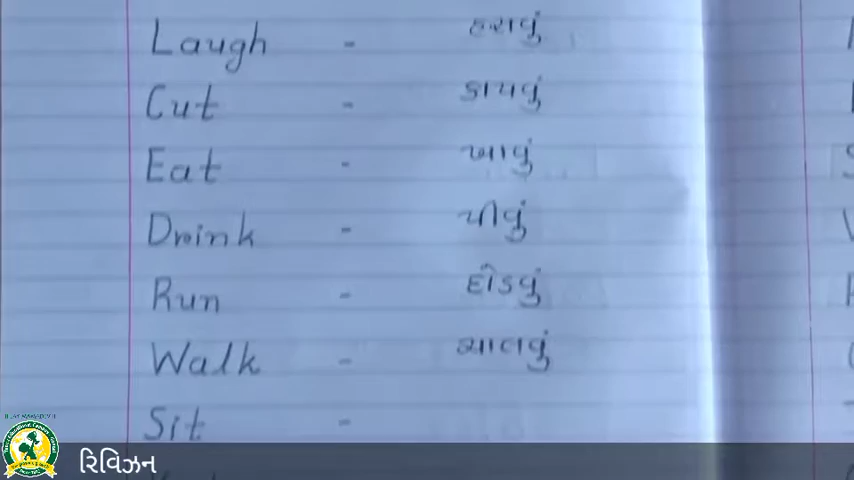 Laugh - હસવું
Cut - કાપવું
Eat - ખાવું
Drink - પીવું
Run - દોડવું
Walk - ચાલવું
Sit -
રિવિઝન